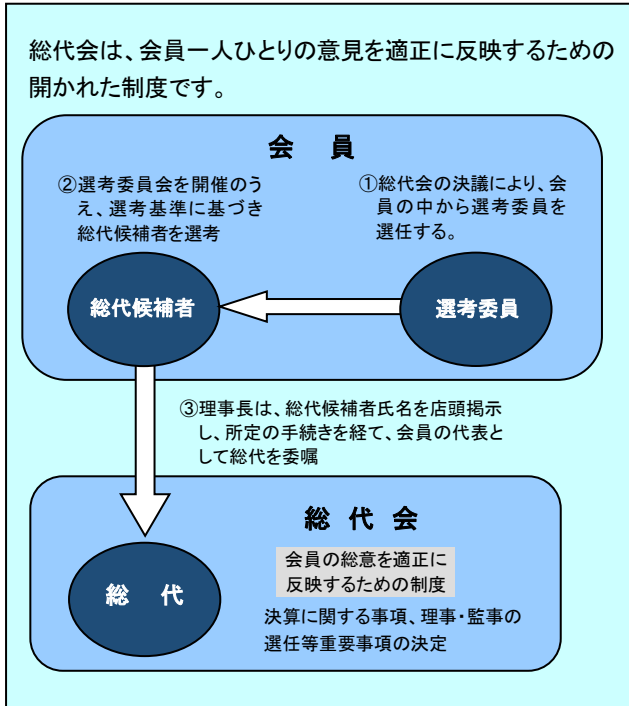 総代会は、会員一人ひとりの意見を適正に反映するための
開かれた制度です。
会　員
②選考委員会を開催のう
え、選考基準に基づき
総代候補者を選考
①総代会の決議により、会
員の中から選考委員を
選任する。
総代候補者
選考委員
③理事長は、総代候補者氏名を店頭掲示
し、所定の手続きを経て、会員の代表と
して総代を委嘱
総　代　会
会員の総意を適正に
反映するための制度
総　代
決算に関する事項、理事・監事の
選任等重要事項の決定